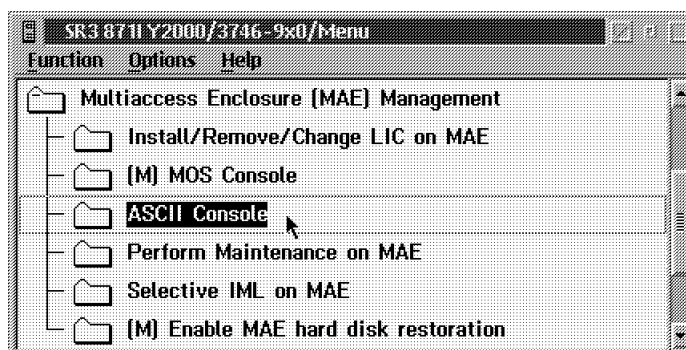 SR3 871I Y2000/3746-9x0/Menu
Function Options Help
Multiaccess Enclosure (MAE) Management
Install/Remove/Change LIC on MAE
(M) MOS Console
ASCII Console
Perform Maintenance on MAE
Selective IML on MAE
(M) Enable MAE hard disk restoration